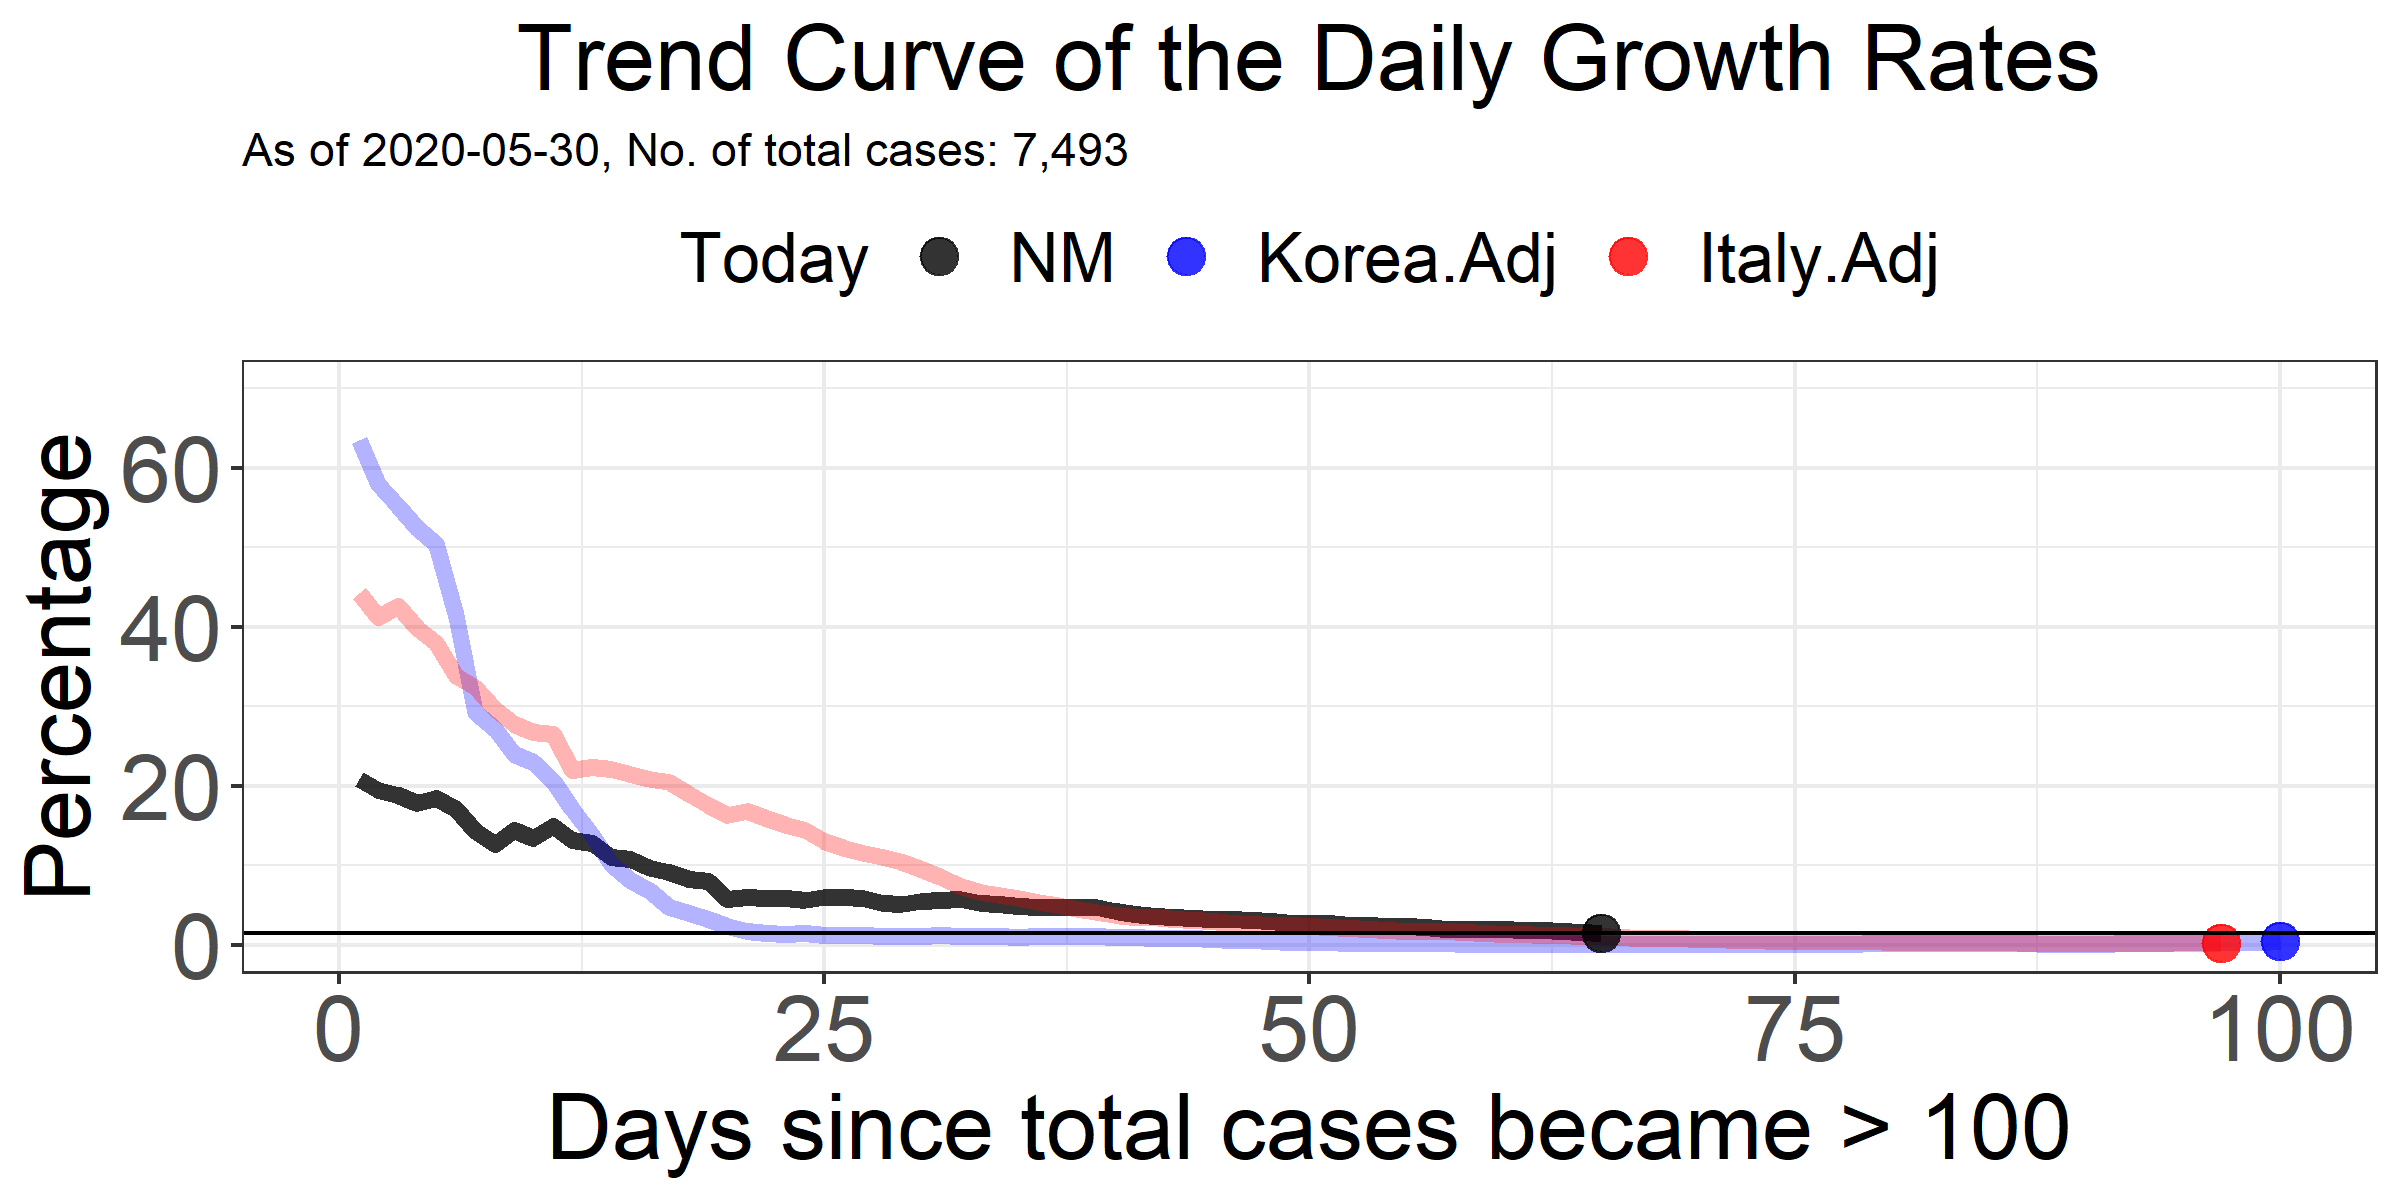 Trend Curve of the Daily Growth Rates
As of 2020-05-30, No. of total cases: 7,493
Today NM Korea.Adj Italy.Adj
Percentage
60
40
20
0
0 25 50 75 100
Days since total cases became > 100